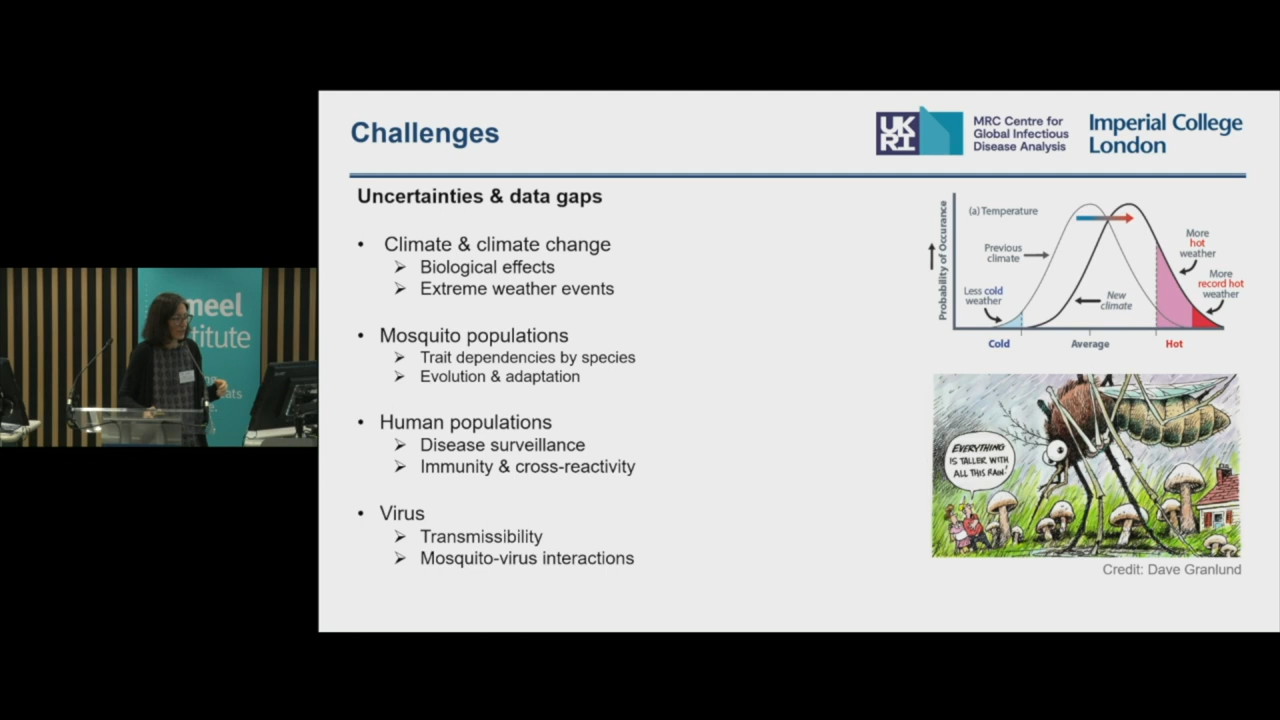 Challenges
UK
RI
MRC Centre for
Global Infectious
Disease Analysis
Imperial College
London
Uncertainties & data gaps
• Climate & climate change
➢ Biological effects
➢ Extreme weather events
• Mosquito populations
➢ Trait dependencies by species
➢ Evolution & adaptation
• Human populations
➢ Disease surveillance
➢ Immunity & cross-reactivity
• Virus
➢ Transmissibility
➢ Mosquito-virus interactions
Probability of Occurance
(a) Temperature
Previous
climate
Less cold
weather
New
climate
More
hot
weather
More
record hot
weather
Cold
Average
Hot
EVERYTHING
IS TALLER WITH
ALL THIS RAIN!
Credit: Dave Granlund
meel
titute